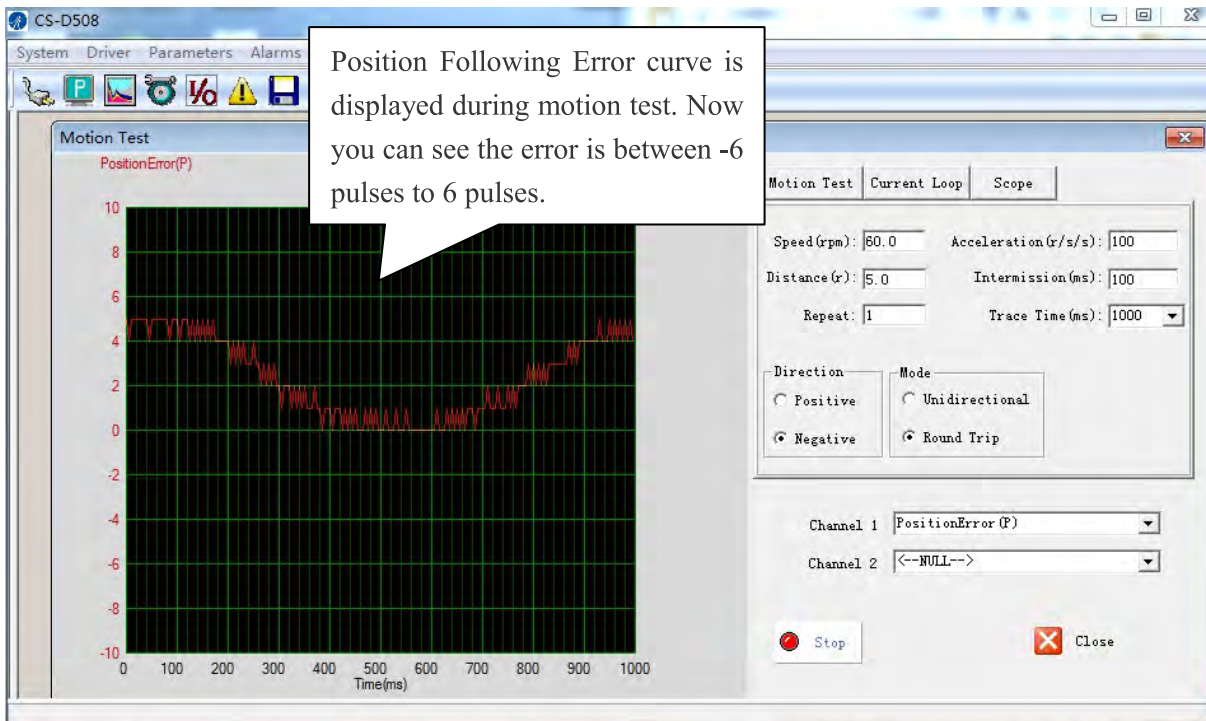 CS-D508
System Driver Parameters Alarms
Position Following Error curve is
displayed during motion test. Now
you can see the error is between -6
pulses to 6 pulses.
P I/O
Motion Test
PositionError(P)
10
8
6
4
2
0
-2
-4
-6
-8
-10
0 100 200 300 400 500 600 700 800 900 1000
Time(ms)
Motion Test Current Loop Scope
Speed(rpm): 60.0 Acceleration(r/s/s): 100
Distance(r): 5.0 Intermission(ms): 100
Repeat: 1 Trace Time(ms): 1000
Direction Mode
Positive Unidirectional
Negative Round Trip
Channel 1 PositionError(P)
Channel 2 <--NULL-->
Stop Close